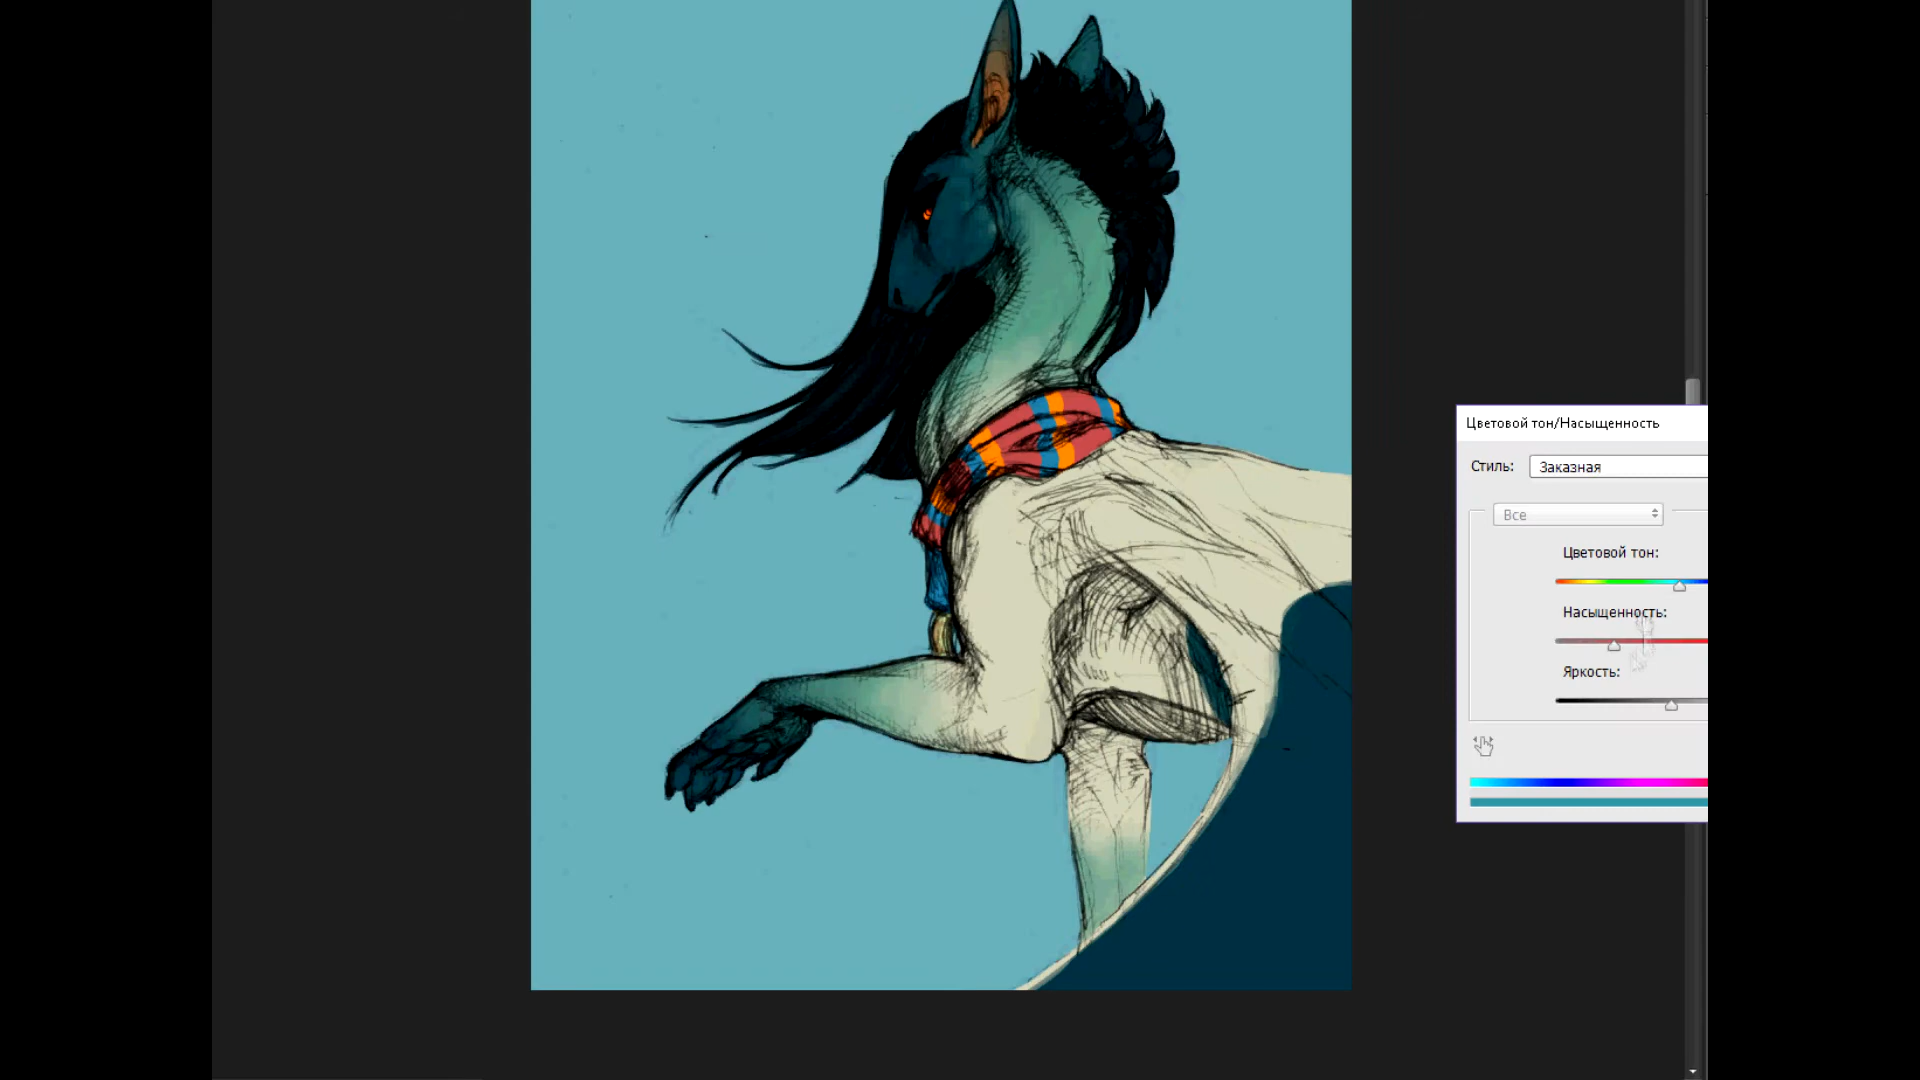 Цветовой тон/Насыщенность
Стиль: Заказная
Все
Цветовой тон:
Насыщенность:
Яркость: